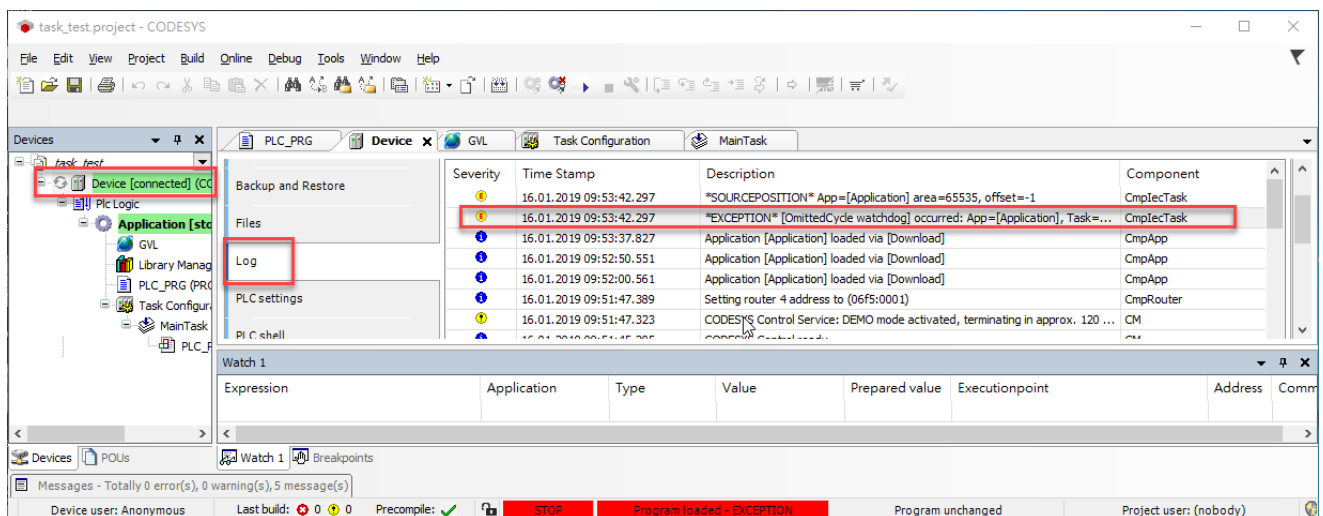 task_test.project - CODESYS
File Edit View Project Build Online Debug Tools Window Help
Devices
task_test
Device [connected] (CO
Plc Logic
Application [sto
GVL
Library Manag
PLC_PRG (PRG
Task Configura
MainTask
PLC_P
PLC_PRG Device GVL Task Configuration MainTask
Backup and Restore
Files
Log
PLC settings
PLC shell
Severity Time Stamp Description Component
16.01.2019 09:53:42.297 *SOURCEPOSITION* App=[Application] area=65535, offset=-1 CmpIecTask
16.01.2019 09:53:42.297 *EXCEPTION* [OmittedCycle watchdog] occurred: App=[Application], Task=... CmpIecTask
16.01.2019 09:53:37.827 Application [Application] loaded via [Download] CmpApp
16.01.2019 09:52:50.551 Application [Application] loaded via [Download] CmpApp
16.01.2019 09:52:00.561 Application [Application] loaded via [Download] CmpApp
16.01.2019 09:51:47.389 Setting router 4 address to (06f5:0001) CmpRouter
16.01.2019 09:51:47.323 CODESYS Control Service: DEMO mode activated, terminating in approx. 120 ... CM
Watch 1
Expression Application Type Value Prepared value Executionpoint Address Comm
Devices POUs
Watch 1 Breakpoints
Messages - Totally 0 error(s), 0 warning(s), 5 message(s)
Device user: Anonymous Last build: 0 0 Precompile: STOP Program loaded - EXCEPTION Program unchanged Project user: (nobody)